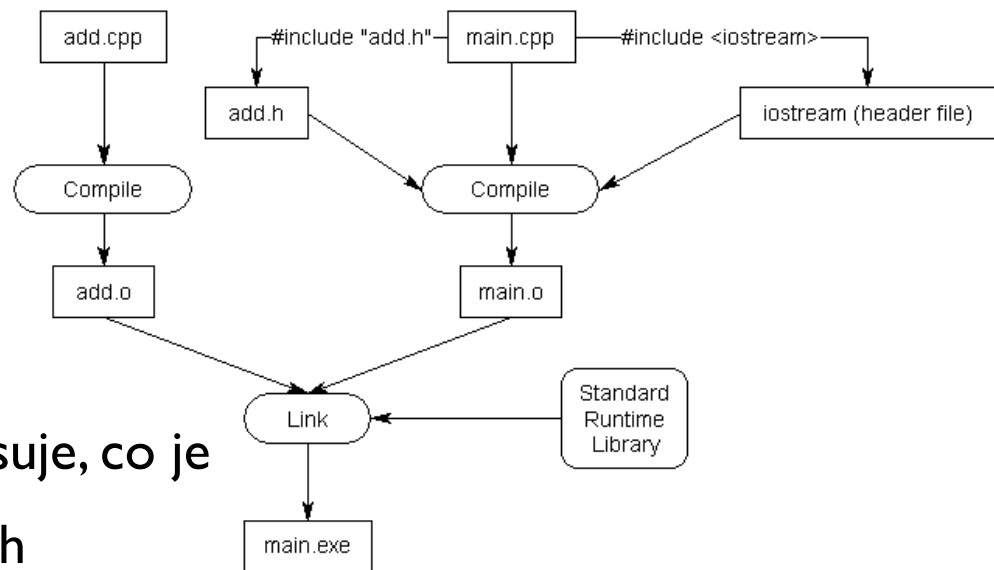 add.cpp
#include "add.h"
main.cpp
#include <iostream>
add.h
iostream (header file)
Compile
Compile
add.o
main.o
Link
Standard
Runtime
Library
suje, co je
main.exe
h